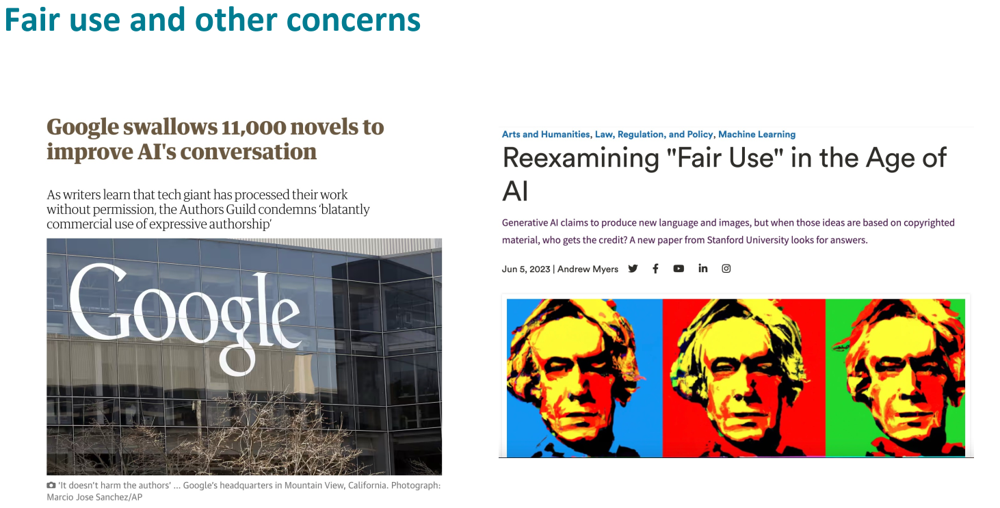 Fair use and other concerns
Google swallows 11,000 novels to
improve AI's conversation
As writers learn that tech giant has processed their work
without permission, the Authors Guild condemns ‘blatantly
commercial use of expressive authorship’
Google
'It doesn't harm the authors' ... Google's headquarters in Mountain View, California. Photograph:
Marcio Jose Sanchez/AP
Arts and Humanities, Law, Regulation, and Policy, Machine Learning
Reexamining "Fair Use" in the Age of
AI
Generative AI claims to produce new language and images, but when those ideas are based on copyrighted
material, who gets the credit? A new paper from Stanford University looks for answers.
Jun 5, 2023 | Andrew Myers